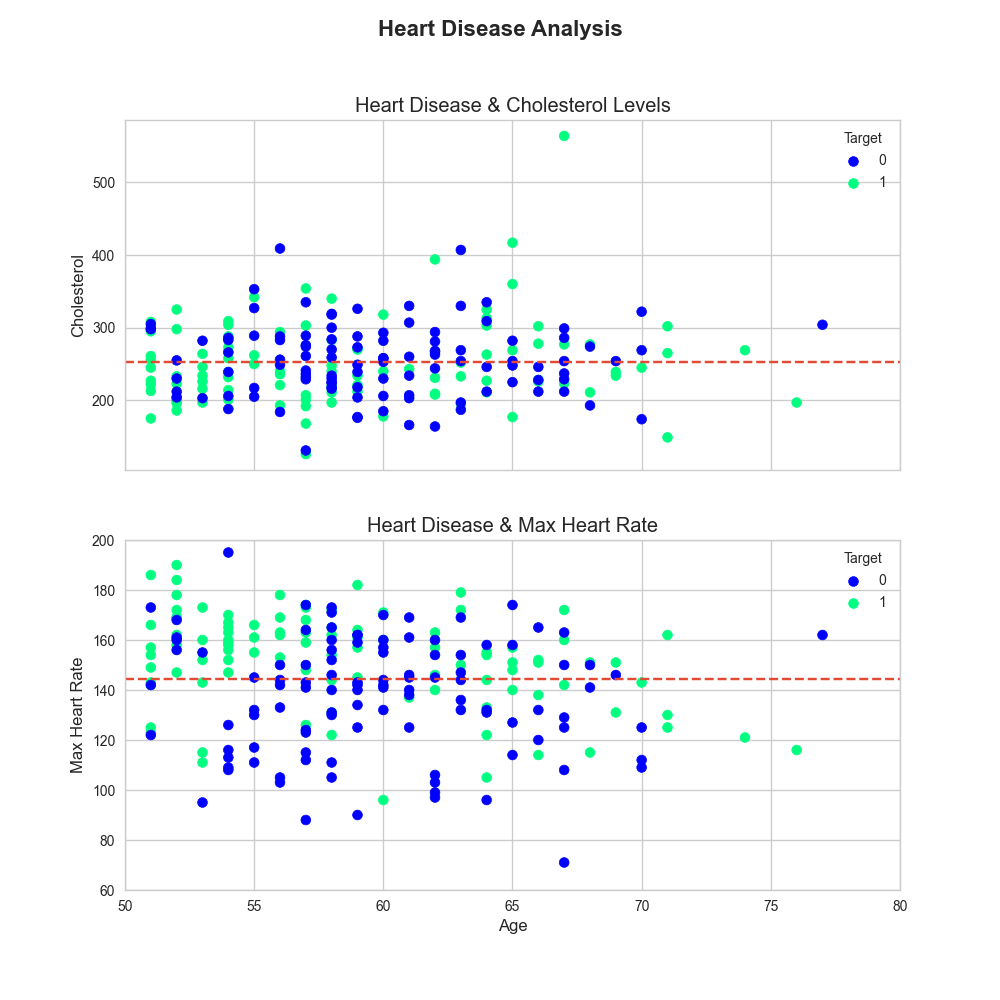 Heart Disease Analysis
Heart Disease & Cholesterol Levels
Cholesterol
500
400
300
200
Target
0
1
Heart Disease & Max Heart Rate
Max Heart Rate
200
180
160
140
120
100
80
60
Target
0
1
50 55 60 65 70 75 80
Age